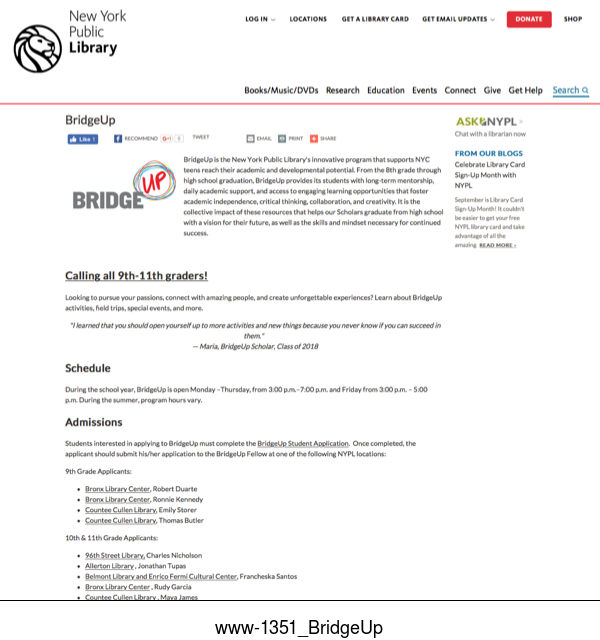 New York
Public
Library
LOG IN
LOCATIONS
GET A LIBRARY CARD
GET EMAIL UPDATES
DONATE
SHOP
Books/Music/DVDs Research Education Events Connect Give Get Help Search
BridgeUp
Like 1
RECOMMEND
G+1 0
TWEET
EMAIL
PRINT
SHARE
ASK NYPL >
Chat with a librarian now
BRIDGE UP
BridgeUp is the New York Public Library's innovative program that supports NYC
teens reach their academic and developmental potential. From the 8th grade through
high school graduation, BridgeUp provides its students with long-term mentorship,
daily academic support, and access to engaging learning opportunities that foster
academic independence, critical thinking, collaboration, and creativity. It is the
collective impact of these resources that helps our Scholars graduate from high school
with a vision for their future, as well as the skills and mindset necessary for continued
success.
FROM OUR BLOGS
Celebrate Library Card
Sign-Up Month with
NYPL
September is Library Card
Sign-Up Month! It couldn't
be easier to get your free
NYPL library card and take
advantage of all the
amazing READ MORE ›
Calling all 9th-11th graders!
Looking to pursue your passions, connect with amazing people, and create unforgettable experiences? Learn about BridgeUp
activities, field trips, special events, and more.
"I learned that you should open yourself up to more activities and new things because you never know if you can succeed in
them."
— Maria, BridgeUp Scholar, Class of 2018
Schedule
During the school year, BridgeUp is open Monday –Thursday, from 3:00 p.m.–7:00 p.m. and Friday from 3:00 p.m. – 5:00
p.m. During the summer, program hours vary.
Admissions
Students interested in applying to BridgeUp must complete the BridgeUp Student Application. Once completed, the
applicant should submit his/her application to the BridgeUp Fellow at one of the following NYPL locations:
9th Grade Applicants:
• Bronx Library Center, Robert Duarte
• Bronx Library Center, Ronnie Kennedy
• Countee Cullen Library, Emily Storer
• Countee Cullen Library, Thomas Butler
10th & 11th Grade Applicants:
• 96th Street Library, Charles Nicholson
• Allerton Library , Jonathan Tupas
• Belmont Library and Enrico Fermi Cultural Center, Francheska Santos
• Bronx Library Center , Rudy Garcia
• Countee Cullen Library , Maya James
www-1351_BridgeUp